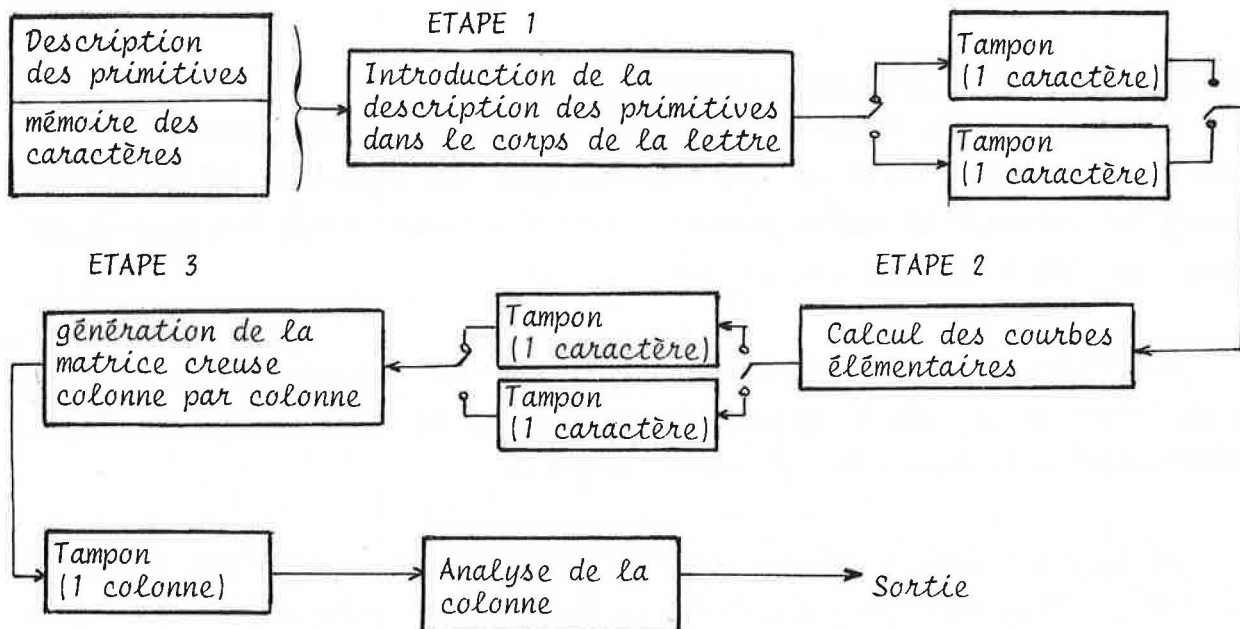 Description
des primitives
mémoire des
caractères
ETAPE 1
Introduction de la
description des primitives
dans le corps de la lettre
Tampon
(1 caractère)
Tampon
(1 caractère)
ETAPE 3
génération de la
matrice creuse
colonne par colonne
Tampon
(1 caractère)
Tampon
(1 caractère)
ETAPE 2
Calcul des courbes
élémentaires
Tampon
(1 colonne)
Analyse de la
colonne
Sortie